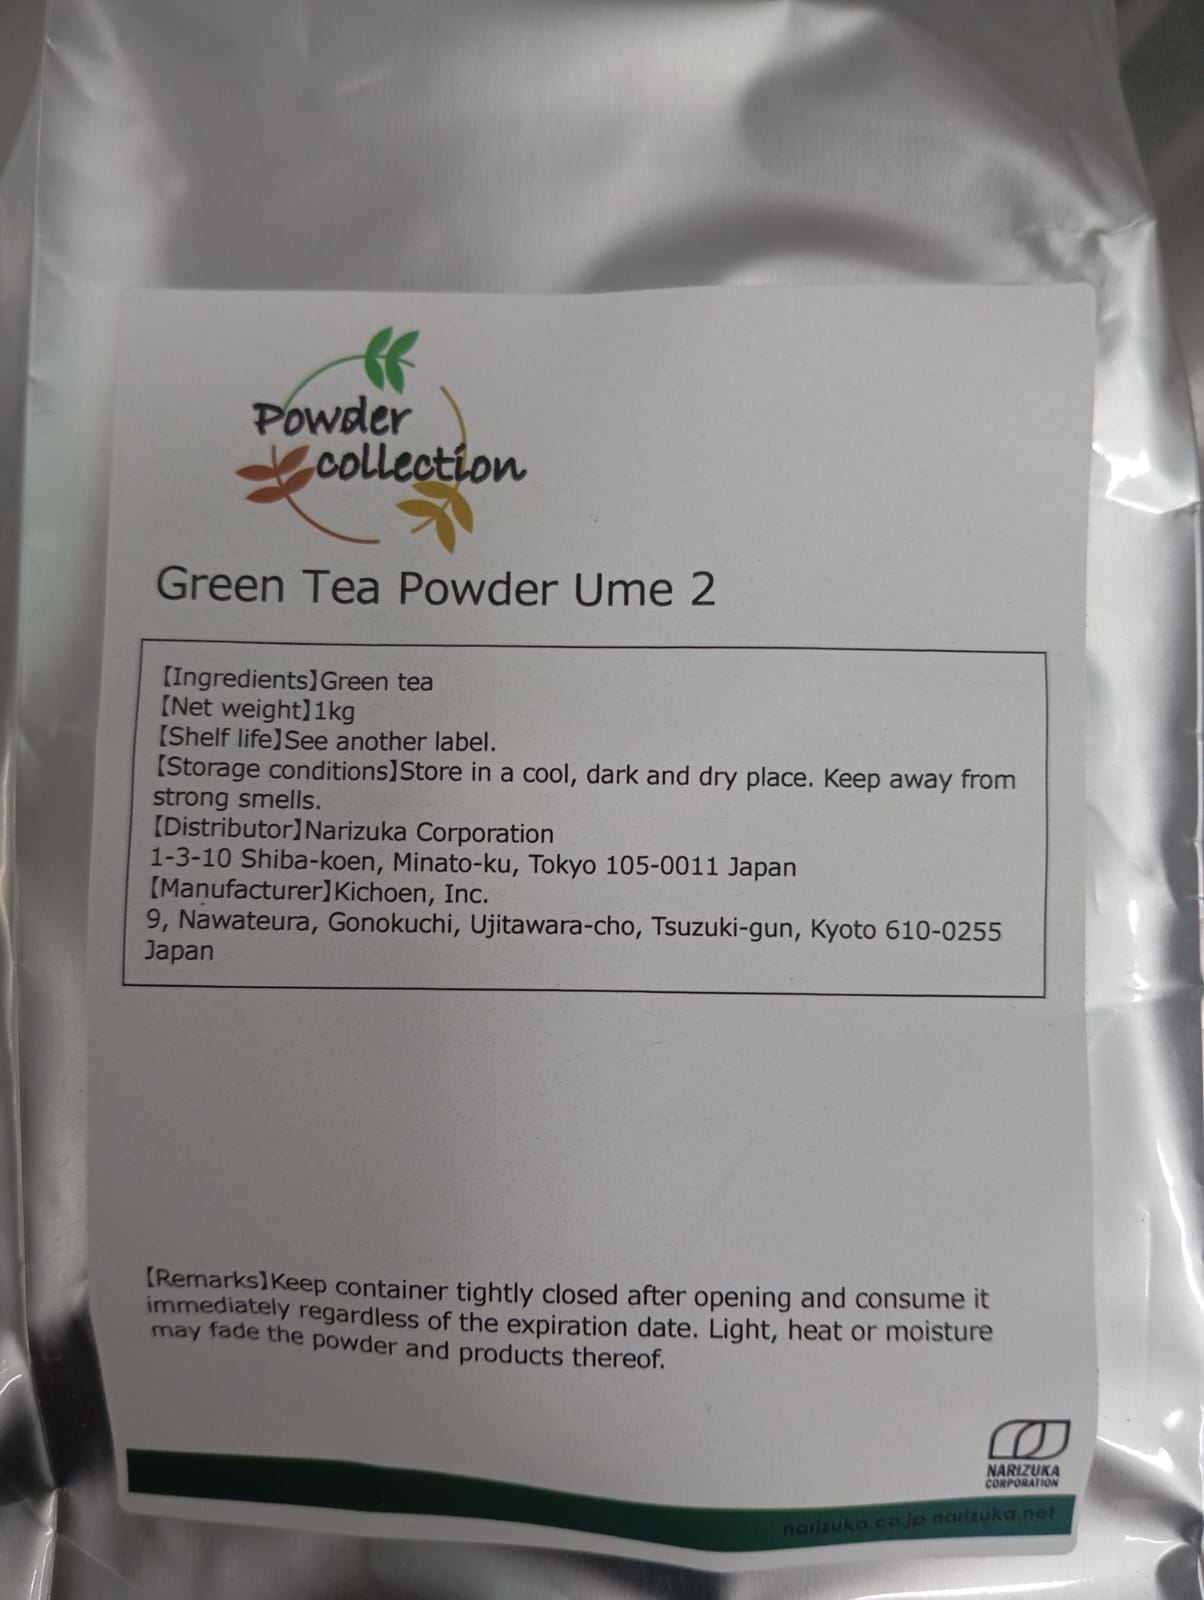 Powder
collection
Green Tea Powder Ume 2
【Ingredients】Green tea
【Net weight】1kg
【Shelf life】See another label.
【Storage conditions】Store in a cool, dark and dry place. Keep away from
strong smells.
【Distributor】Narizuka Corporation
1-3-10 Shiba-koen, Minato-ku, Tokyo 105-0011 Japan
【Manufacturer】Kichoen, Inc.
9, Nawateura, Gonokuchi, Ujitawara-cho, Tsuzuki-gun, Kyoto 610-0255
Japan
【Remarks】Keep container tightly closed after opening and consume it
immediately regardless of the expiration date. Light, heat or moisture
may fade the powder and products thereof.
NARIZUKA
CORPORATION
narizuka.co.jp narizuka.net